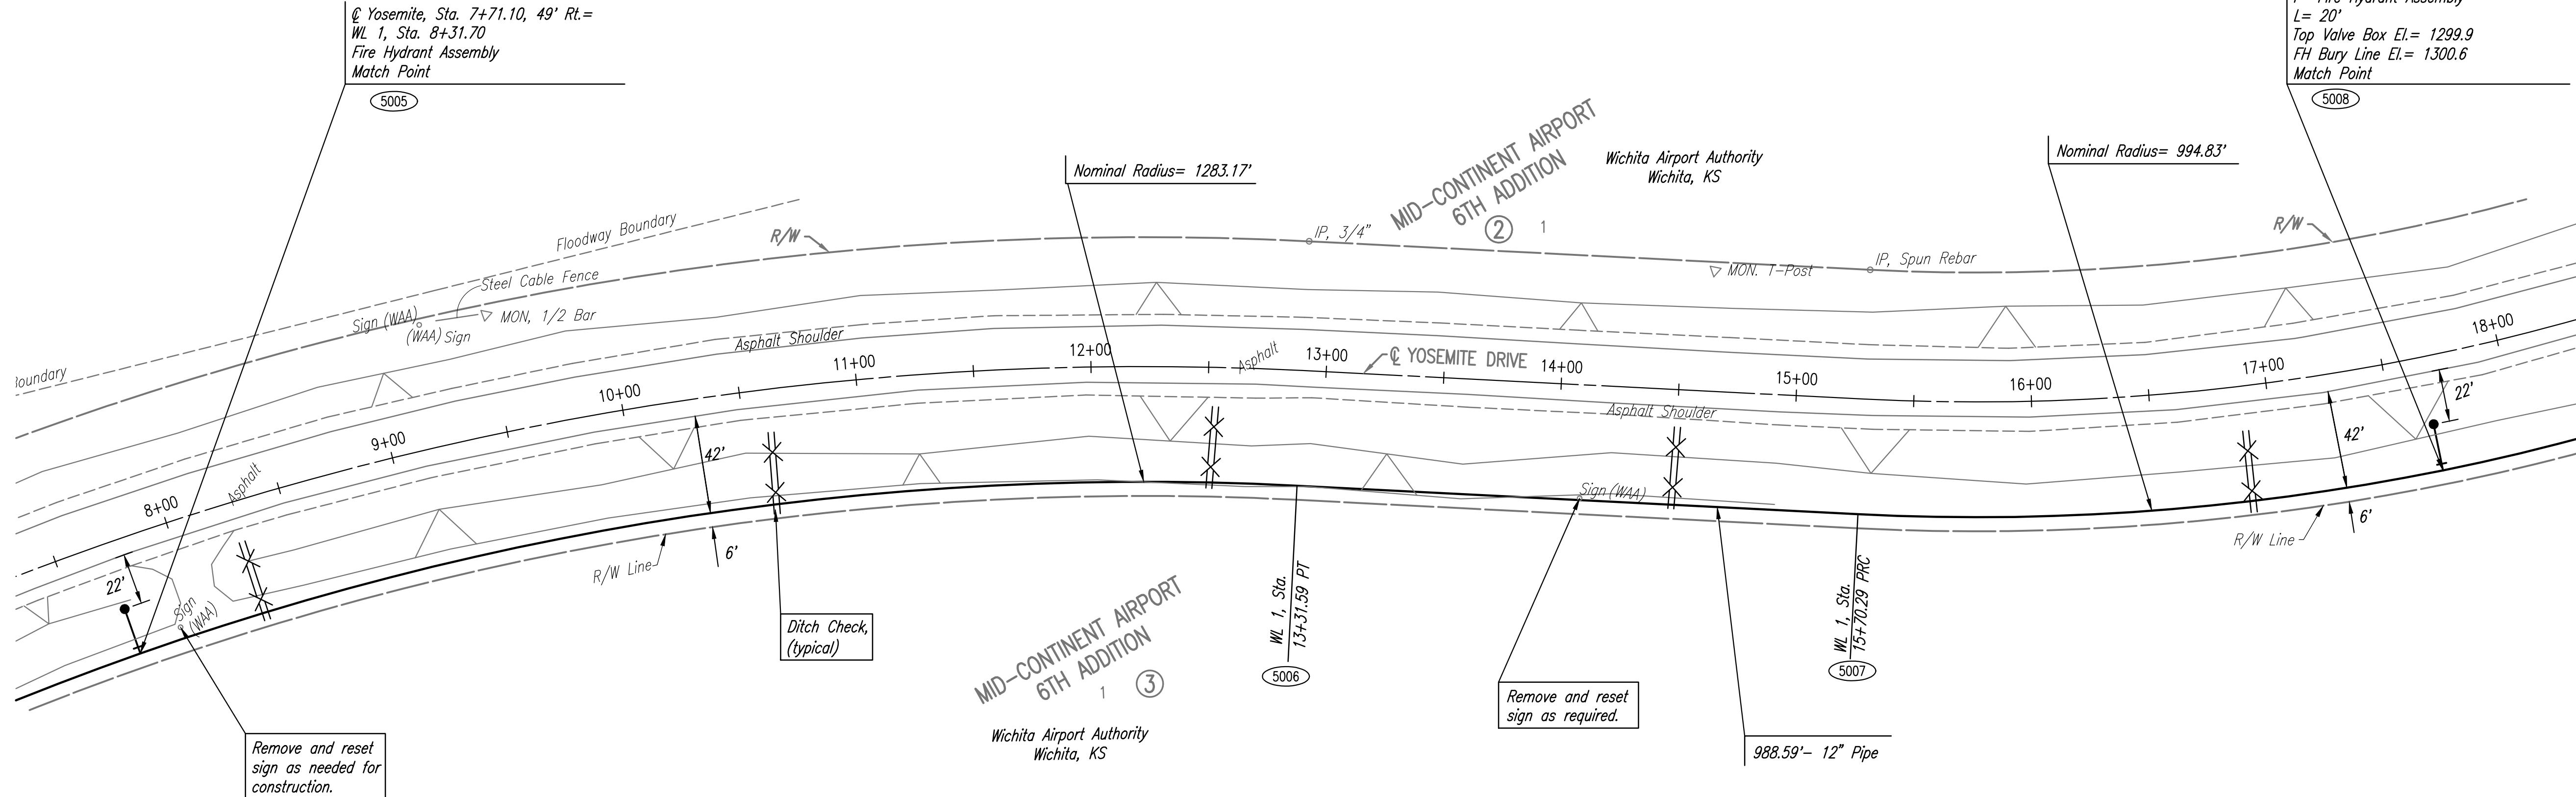 ℄ Yosemite, Sta. 7+71.10, 49' Rt.=
WL 1, Sta. 8+31.70
Fire Hydrant Assembly
Match Point
5005
L= 20'
Top Valve Box El.= 1299.9
FH Bury Line El.= 1300.6
Match Point
5008
Nominal Radius= 1283.17'
MID-CONTINENT AIRPORT
6TH ADDITION
2
1
Wichita Airport Authority
Wichita, KS
Nominal Radius= 994.83'
Floodway Boundary
R/W
IP, 3/4"
R/W
IP, Spun Rebar
MON. T-Post
Steel Cable Fence
Sign (WAA)
(WAA) Sign
MON, 1/2 Bar
Asphalt Shoulder
Boundary
8+00
9+00
10+00
11+00
12+00
13+00
14+00
15+00
16+00
17+00
18+00
Asphalt
Asphalt
℄ YOSEMITE DRIVE
Asphalt Shoulder
22'
42'
42'
22'
Sign
(WAA)
Sign (WAA)
R/W Line
6'
R/W Line
6'
Ditch Check,
(typical)
WL 1, Sta.
13+31.59 PT
5006
WL 1, Sta.
15+70.29 PRC
5007
MID-CONTINENT AIRPORT
6TH ADDITION
1
3
Wichita Airport Authority
Wichita, KS
Remove and reset
sign as required.
988.59'- 12" Pipe
Remove and reset
sign as needed for
construction.